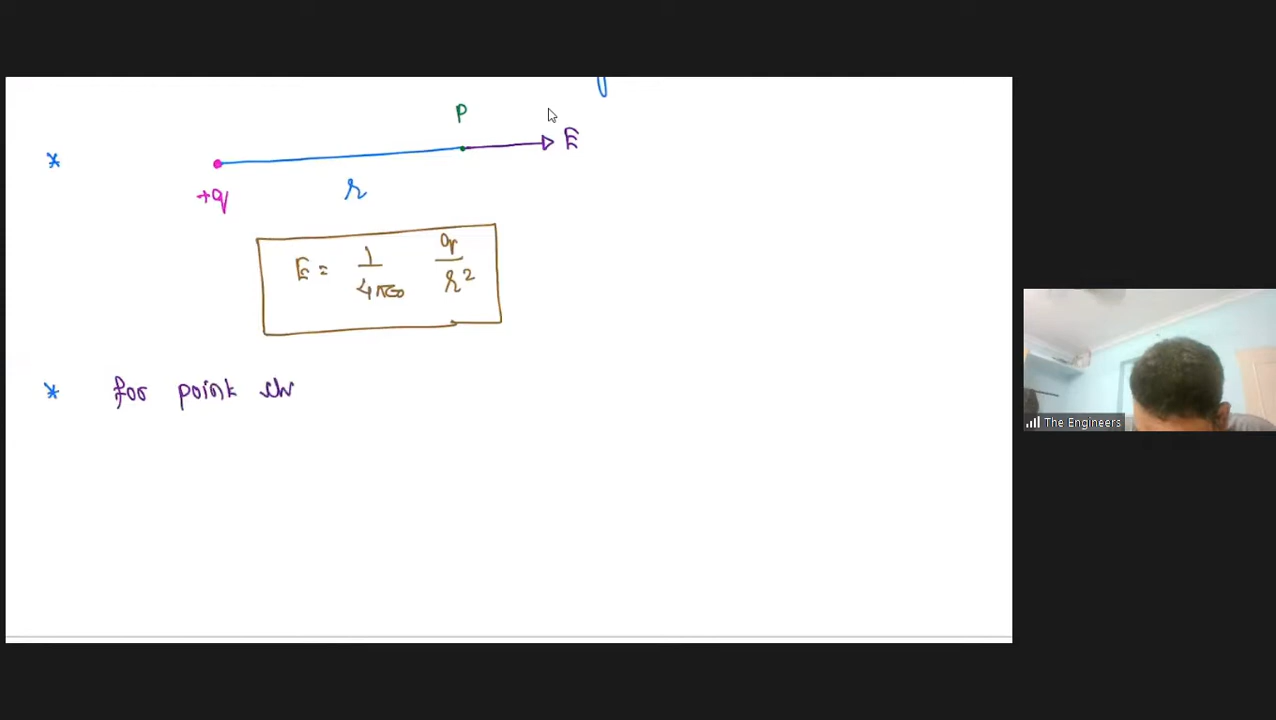 P
E
*
+q
r
E = 1/4πε0 q/r²
* for point ch
The Engineers